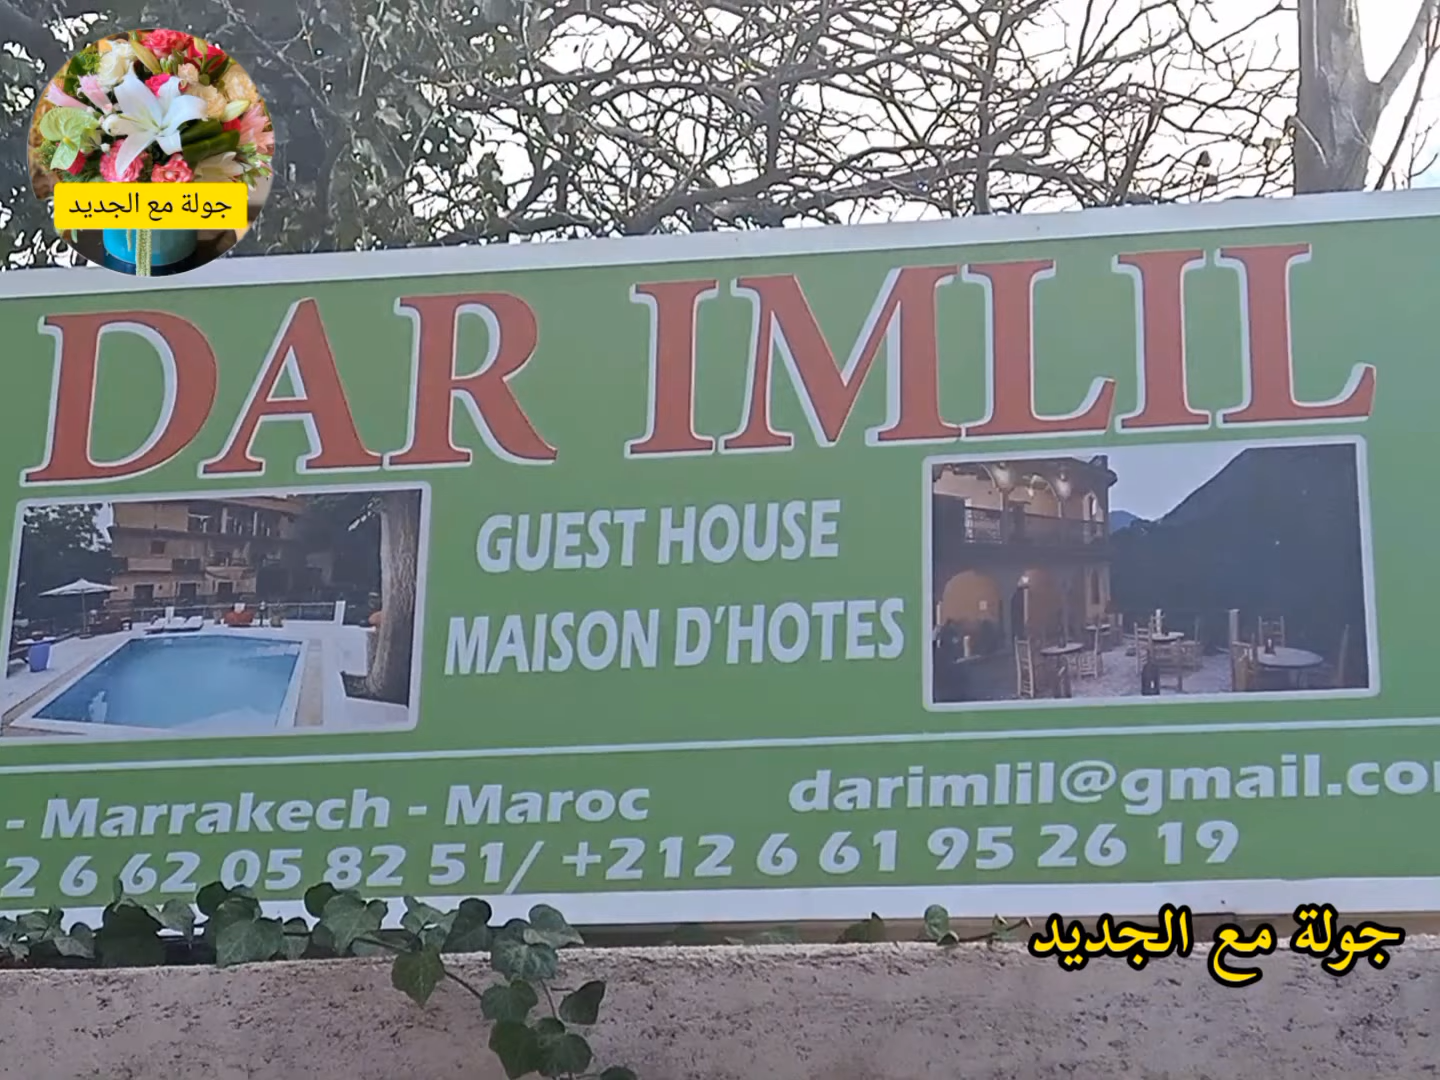 جولة مع الجديد
DAR IMLIL
GUEST HOUSE
MAISON D'HOTES
- Marrakech - Maroc darimlil@gmail.co
2 6 62 05 82 51/ +212 6 61 95 26 19
جولة مع الجديد